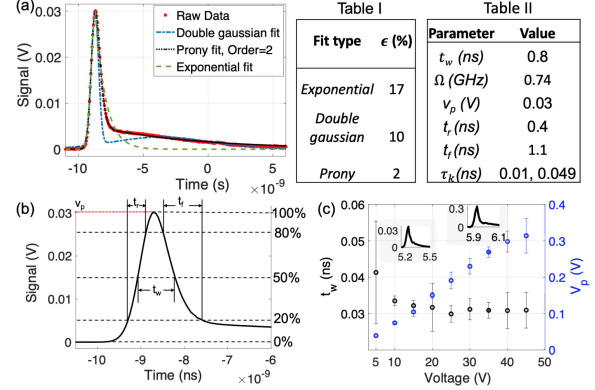 (a)
Signal (V)
0.03
0.02
0.01
0
Raw Data
Double gaussian fit
Prony fit, Order=2
Exponential fit
-10
-5
0
5
Time (s)
×10⁻⁹
Table I
Fit type ϵ (%)
Exponential 17
Double
gaussian 10
Prony 2
Table II
Parameter Value
t_w (ns) 0.8
Ω (GHz) 0.74
v_p (V) 0.03
t_r (ns) 0.4
t_f (ns) 1.1
τ_k(ns) 0.01, 0.049
(b)
Signal (V)
v_p
0.03
0.02
0.01
0
t_r
t_f
t_w
100%
80%
50%
20%
0%
-10
-9
-8
-7
-6
Time (ns)
×10⁻⁹
(c)
t_w (ns)
0.06
0.05
0.04
0.03
0.03
0
5.2 5.5
0.3
0
5.9 6.1
V_p (V)
0.4
0.3
0.2
0.1
0
5 10 20 30 40 50
Voltage (V)